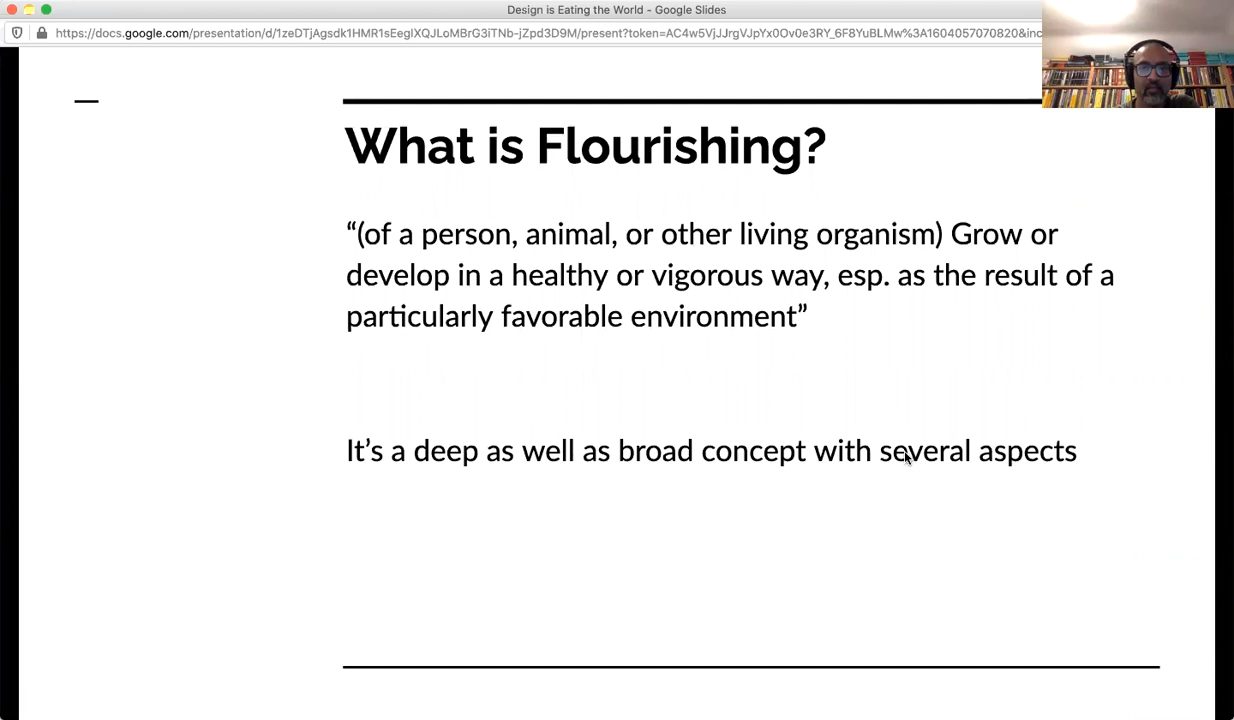 Design is Eating the World - Google Slides
https://docs.google.com/presentation/d/1zeDTjAgsdk1HMR1sEegIXQJLoMBrG3iTNb-jZpd3D9M/present?token=AC4w5VjJJrgVJpYx0Ov0e3RY_6F8YuBLMw%3A1604057070820&inc
What is Flourishing?
“(of a person, animal, or other living organism) Grow or
develop in a healthy or vigorous way, esp. as the result of a
particularly favorable environment”
It’s a deep as well as broad concept with several aspects